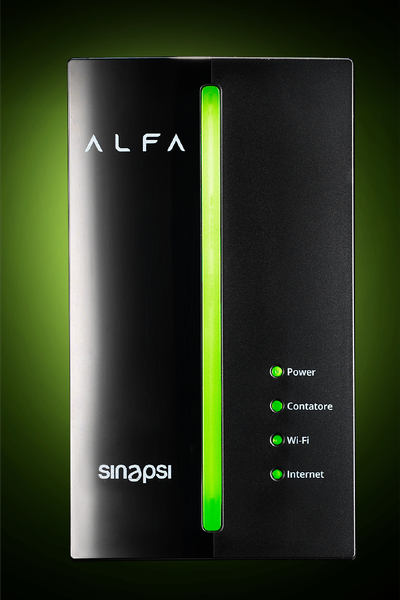 ALFA
Power
Contatore
Wi-Fi
Internet
sinapsi